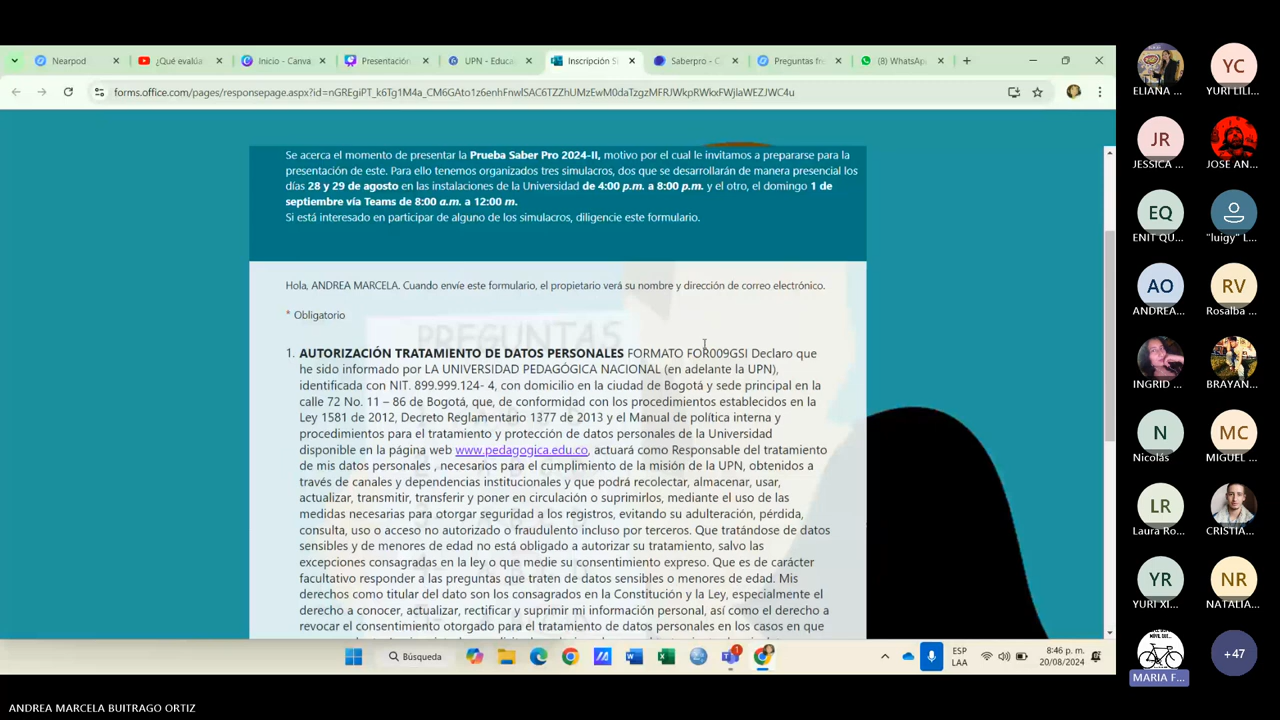 Nearpod
¿Qué evalúa
Inicio - Canva
Presentación
UPN - Educa
Inscripción Si
Saberpro - C
Preguntas fre
(8) WhatsApp
forms.office.com/pages/responsepage.aspx?id=nGREgiPT_k6Tg1M4a_CM6GAto1z6enhFnwlSAC6TZZhUMzEwM0daTzgzMFRJWkpRWkxFWjlaWEZJWC4u
Se acerca el momento de presentar la Prueba Saber Pro 2024-II, motivo por el cual le invitamos a prepararse para la
presentación de este. Para ello tenemos organizados tres simulacros, dos que se desarrollarán de manera presencial los
días 28 y 29 de agosto en las instalaciones de la Universidad de 4:00 p.m. a 8:00 p.m. y el otro, el domingo 1 de
septiembre vía Teams de 8:00 a.m. a 12:00 m.
Si está interesado en participar de alguno de los simulacros, diligencie este formulario.
Hola, ANDREA MARCELA. Cuando envíe este formulario, el propietario verá su nombre y dirección de correo electrónico.
* Obligatorio
PREGUNTAS
1. AUTORIZACIÓN TRATAMIENTO DE DATOS PERSONALES FORMATO FOR009GSI Declaro que
he sido informado por LA UNIVERSIDAD PEDAGÓGICA NACIONAL (en adelante la UPN),
identificada con NIT. 899.999.124- 4, con domicilio en la ciudad de Bogotá y sede principal en la
calle 72 No. 11 – 86 de Bogotá, que, de conformidad con los procedimientos establecidos en la
Ley 1581 de 2012, Decreto Reglamentario 1377 de 2013 y el Manual de política interna y
procedimientos para el tratamiento y protección de datos personales de la Universidad
disponible en la página web www.pedagogica.edu.co, actuará como Responsable del tratamiento
de mis datos personales , necesarios para el cumplimiento de la misión de la UPN, obtenidos a
través de canales y dependencias institucionales y que podrá recolectar, almacenar, usar,
actualizar, transmitir, transferir y poner en circulación o suprimirlos, mediante el uso de las
medidas necesarias para otorgar seguridad a los registros, evitando su adulteración, pérdida,
consulta, uso o acceso no autorizado o fraudulento incluso por terceros. Que tratándose de datos
sensibles y de menores de edad no está obligado a autorizar su tratamiento, salvo las
excepciones consagradas en la ley o que medie su consentimiento expreso. Que es de carácter
facultativo responder a las preguntas que traten de datos sensibles o menores de edad. Mis
derechos como titular del dato son los consagrados en la Constitución y la Ley, especialmente el
derecho a conocer, actualizar, rectificar y suprimir mi información personal, así como el derecho a
revocar el consentimiento otorgado para el tratamiento de datos personales en los casos en que
Búsqueda
1
ESP
LAA
8:46 p. m.
20/08/2024
ELIANA ...
YC
YURI LILI...
JR
JESSICA ...
JOSE AN...
EQ
ENIT QU...
"luigy" L...
AO
ANDREA...
RV
Rosalba ...
INGRID ...
BRAYAN...
N
Nicolás
MC
MIGUEL ...
LR
Laura Ro...
CRISTIA...
YR
YURI XI...
NR
NATALIA...
MARIA F...
+47
ANDREA MARCELA BUITRAGO ORTIZ